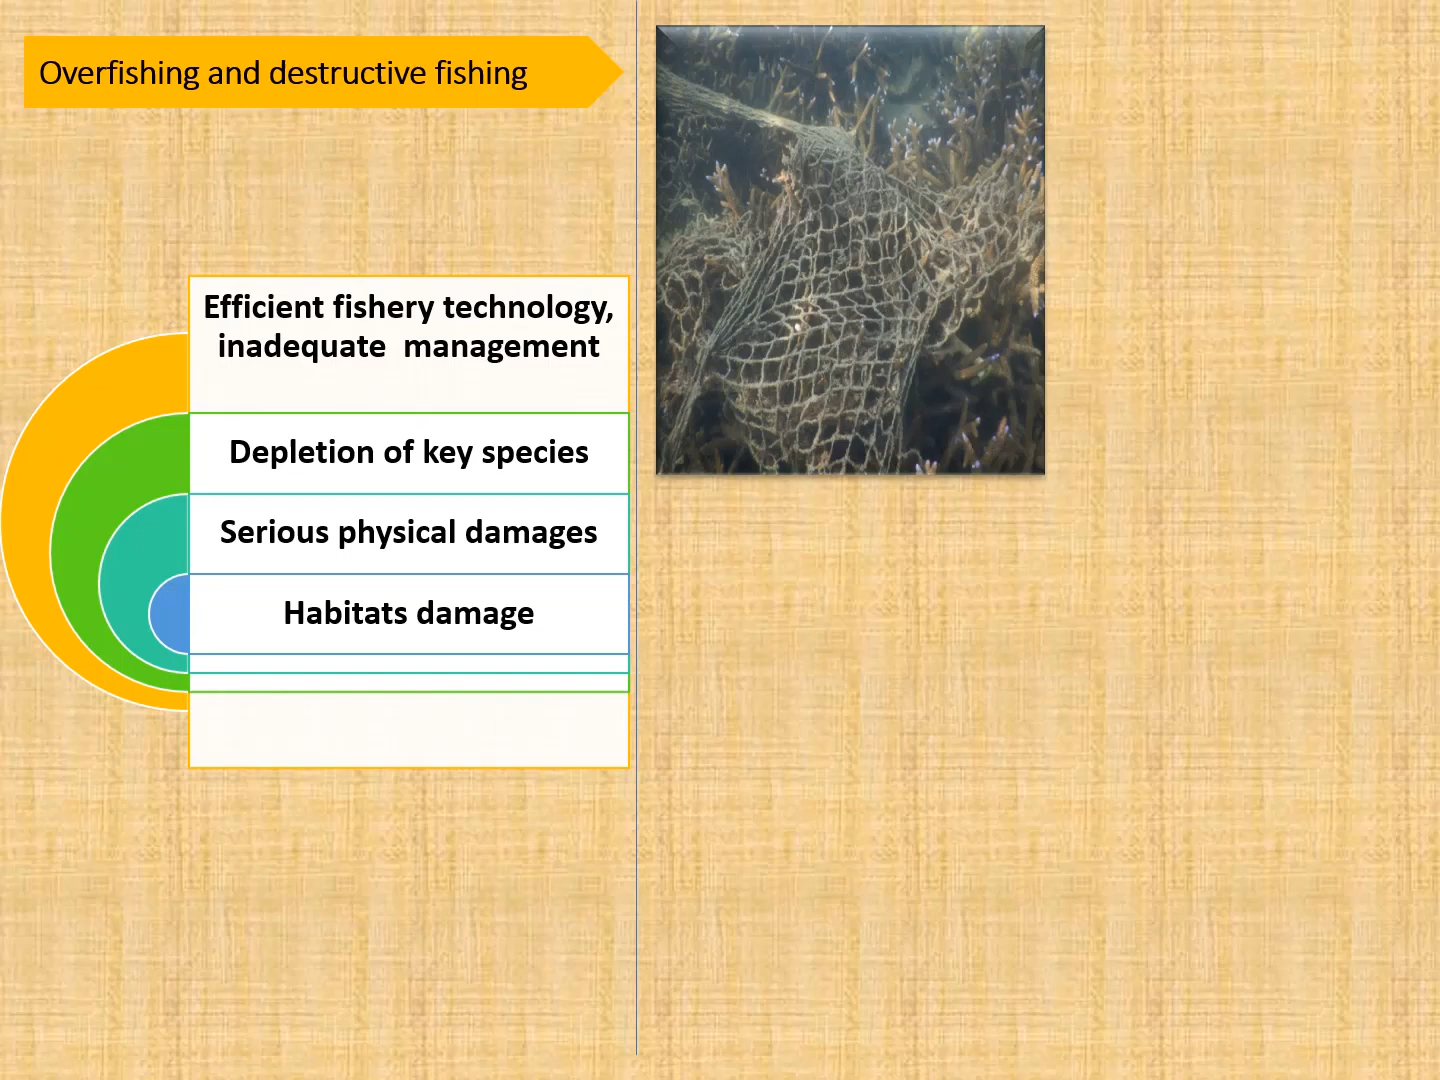 Overfishing and destructive fishing
Efficient fishery technology,
inadequate  management
Depletion of key species
Serious physical damages
Habitats damage